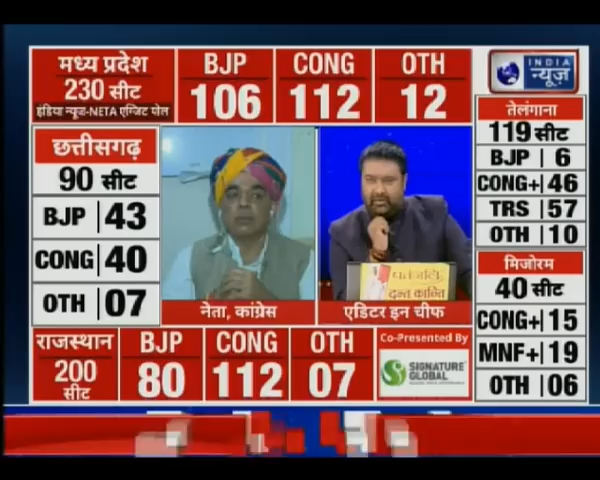 मध्य प्रदेश
230 सीट
इंडिया न्यूज-NETA एग्जिट पोल
BJP
106
CONG
112
OTH
12
INDIA
न्यूज़
छत्तीसगढ़
90 सीट
BJP 43
CONG 40
OTH 07
नेता, कांग्रेस
एडिटर इन चीफ
दन्त कान्ति
तेलंगाना
119 सीट
BJP 6
CONG+ 46
TRS 57
OTH 10
मिजोरम
40 सीट
CONG+ 15
MNF+ 19
OTH 06
राजस्थान
200
सीट
BJP
80
CONG
112
OTH
07
Co-Presented By
SIGNATURE
GLOBAL